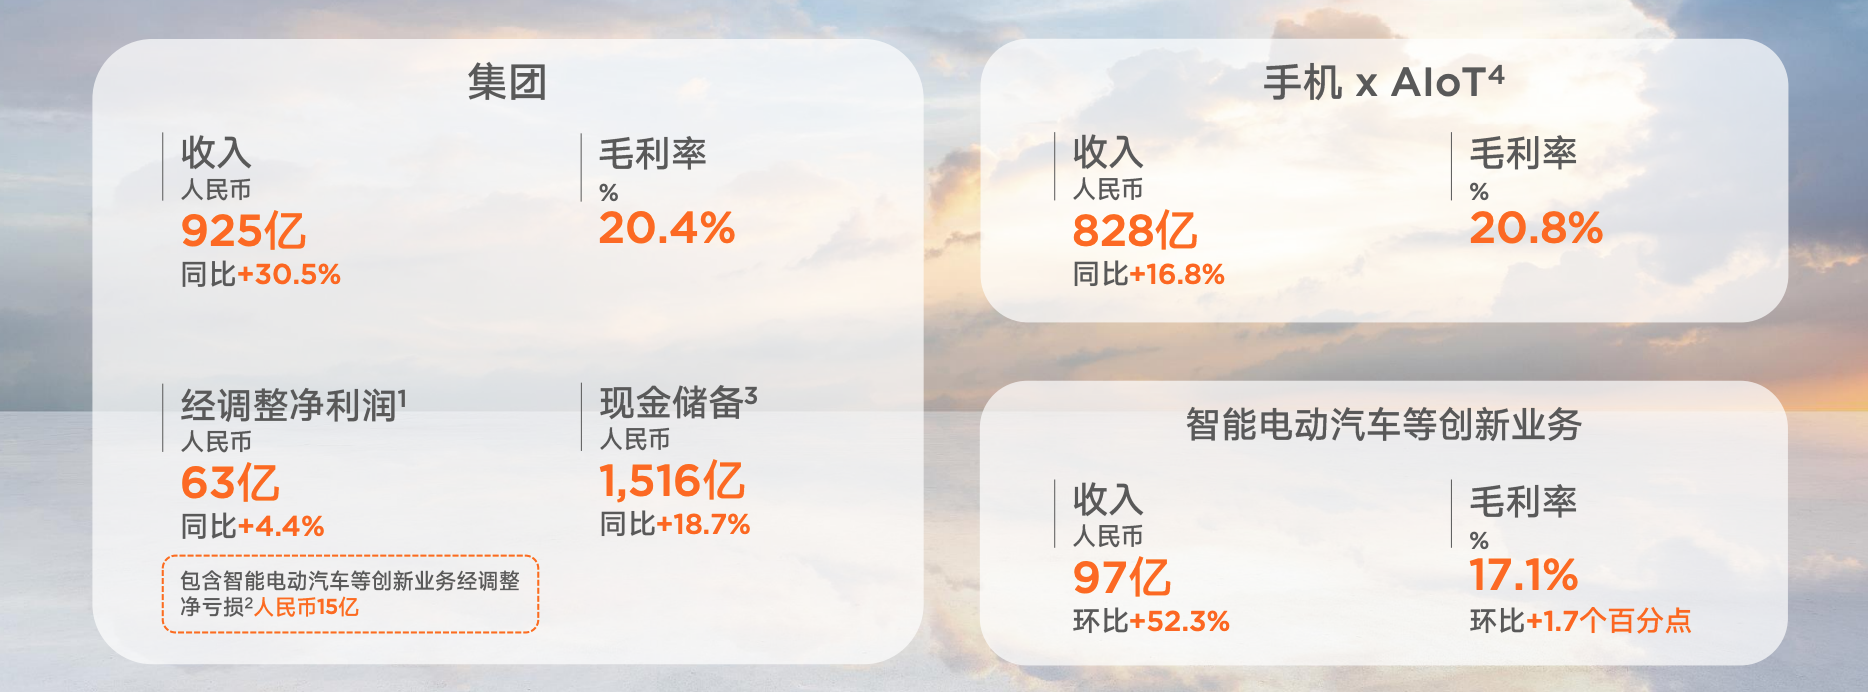 集团
收入
人民币
925亿
同比+30.5%
毛利率
%
20.4%
经调整净利润1
人民币
63亿
同比+4.4%
包含智能电动汽车等创新业务经调整
净亏损2人民币15亿
现金储备3
人民币
1,516亿
同比+18.7%
手机 x AIoT4
收入
人民币
828亿
同比+16.8%
毛利率
%
20.8%
智能电动汽车等创新业务
收入
人民币
97亿
环比+52.3%
毛利率
%
17.1%
环比+1.7个百分点